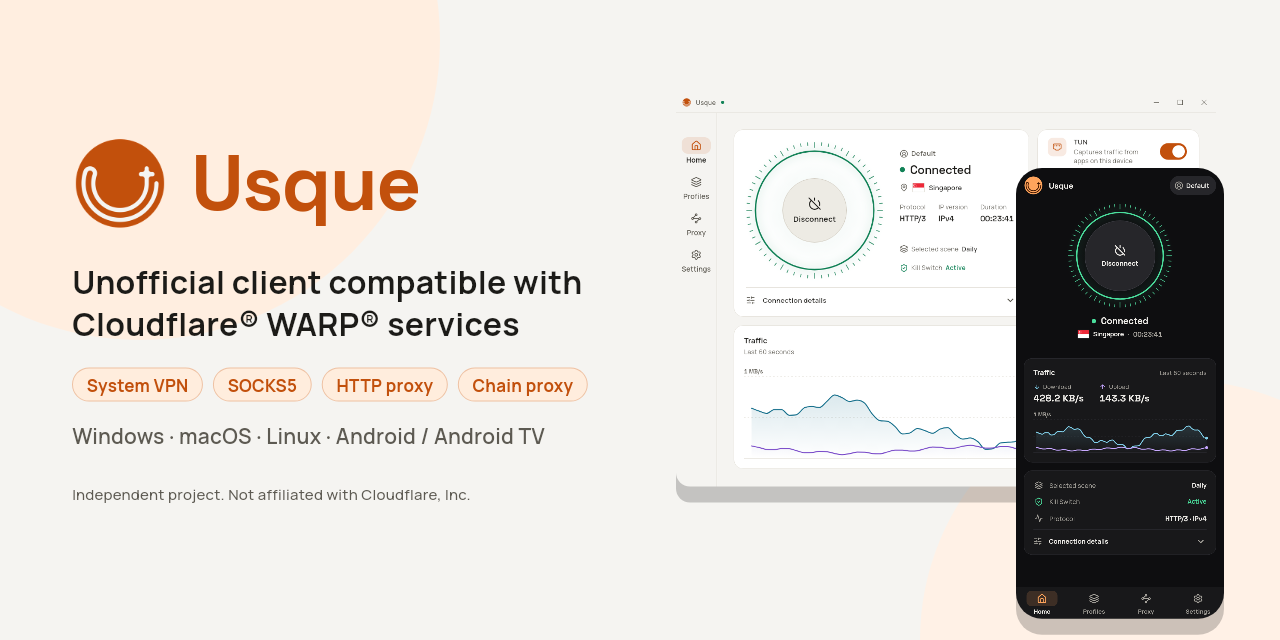 Usque
Unofficial client compatible with
Cloudflare® WARP® services
System VPN
SOCKS5
HTTP proxy
Chain proxy
Windows · macOS · Linux · Android / Android TV
Independent project. Not affiliated with Cloudflare, Inc.
Usque
Home
Profiles
Proxy
Settings
Disconnect
Default
Connected
Singapore
Protocol
IP version
Duration
HTTP/3
IPv4
00:23:41
Selected scene Daily
Kill Switch Active
Connection details
TUN
Captures traffic from
apps on this device
Traffic
Last 60 seconds
1 MB/s
Usque
Default
Disconnect
Connected
Singapore · 00:23:41
Traffic
Last 60 seconds
Download
Upload
428.2 KB/s
143.3 KB/s
1 MB/s
Selected scene
Daily
Kill Switch
Active
Protocol
HTTP/3 · IPv4
Connection details
Home
Profiles
Proxy
Settings